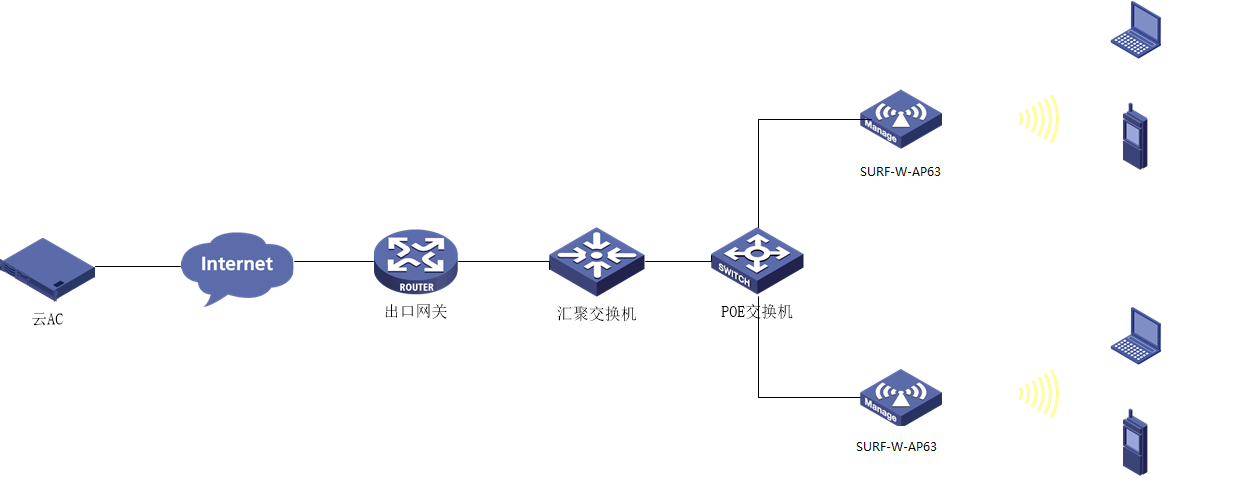 Manage
SURF-W-AP63
Internet
ROUTER
SWITCH
云AC
出口网关
汇聚交换机
POE交换机
Manage
SURF-W-AP63